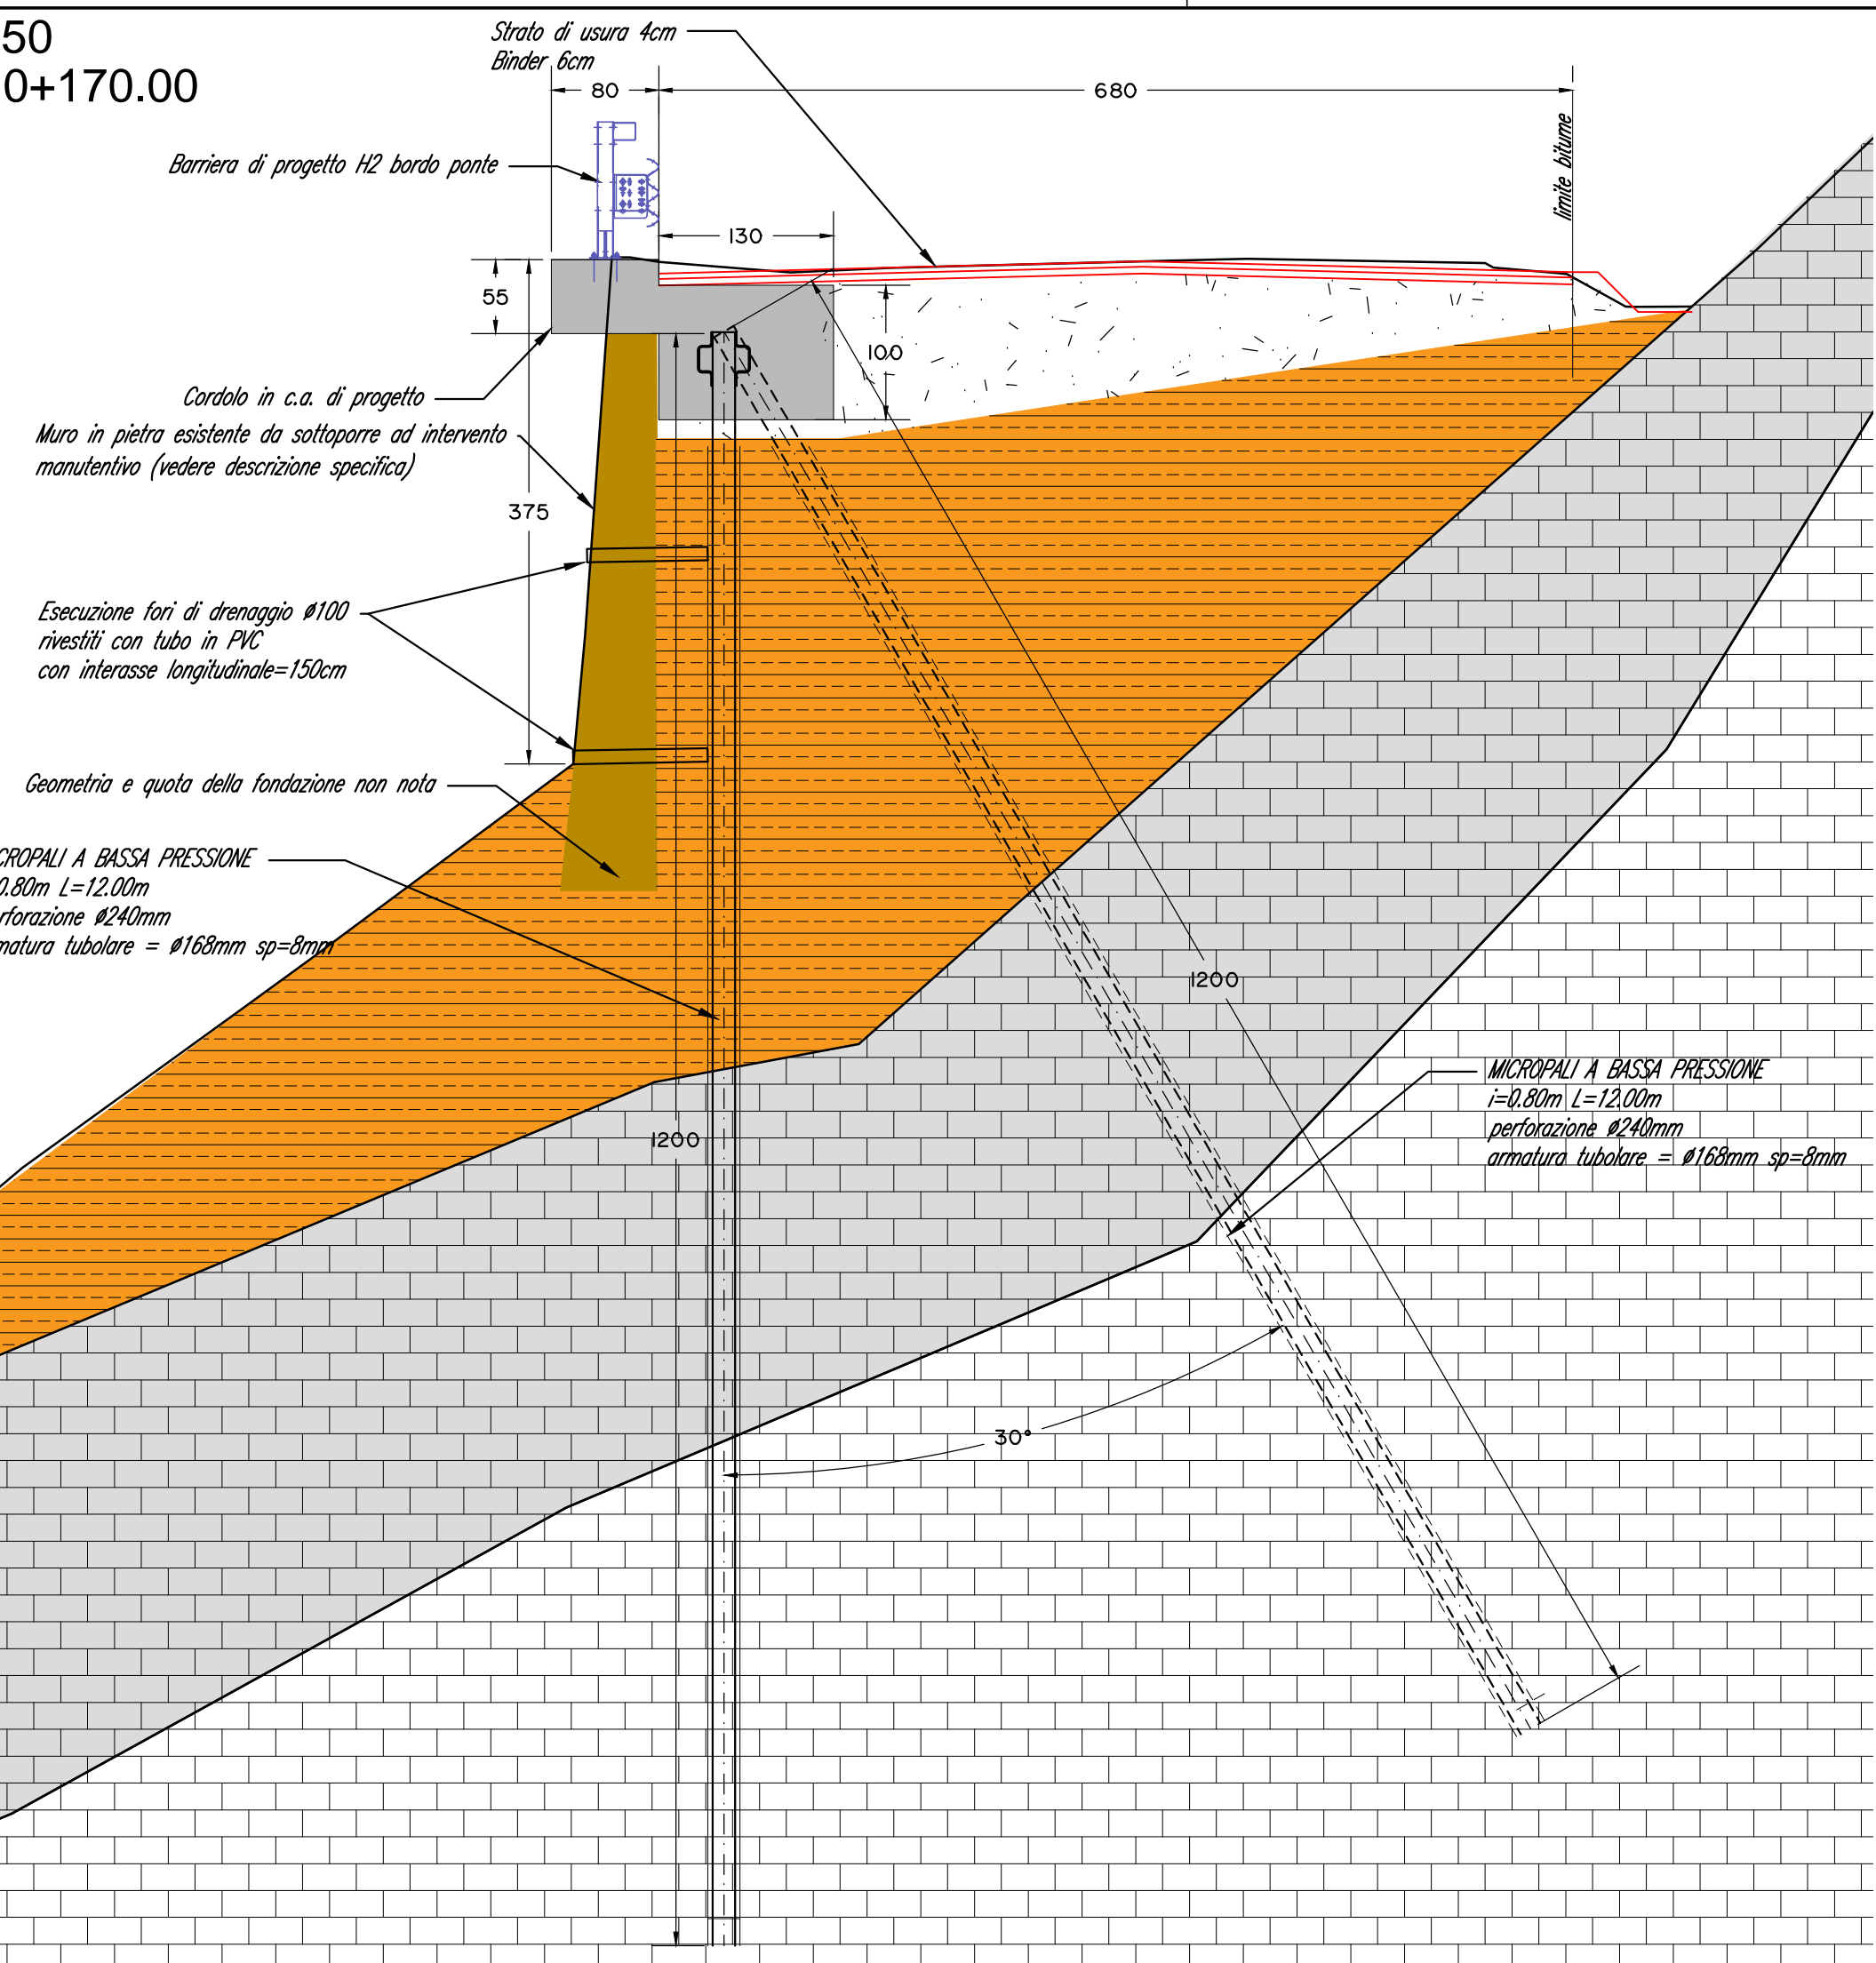 50
0+170.00
Strato di usura 4cm
Binder 6cm
80
680
limite bitume
Barriera di progetto H2 bordo ponte
130
55
100
Cordolo in c.a. di progetto
Muro in pietra esistente da sottoporre ad intervento
manutentivo (vedere descrizione specifica)
375
Esecuzione fori di drenaggio ø100
rivestiti con tubo in PVC
con interasse longitudinale=150cm
Geometria e quota della fondazione non nota
CROPALI A BASSA PRESSIONE
0.80m L=12.00m
rforazione ø240mm
matura tubolare = ø168mm sp=8mm
1200
MICROPALI A BASSA PRESSIONE
i=0.80m L=12.00m
perforazione ø240mm
armatura tubolare = ø168mm sp=8mm
1200
30°